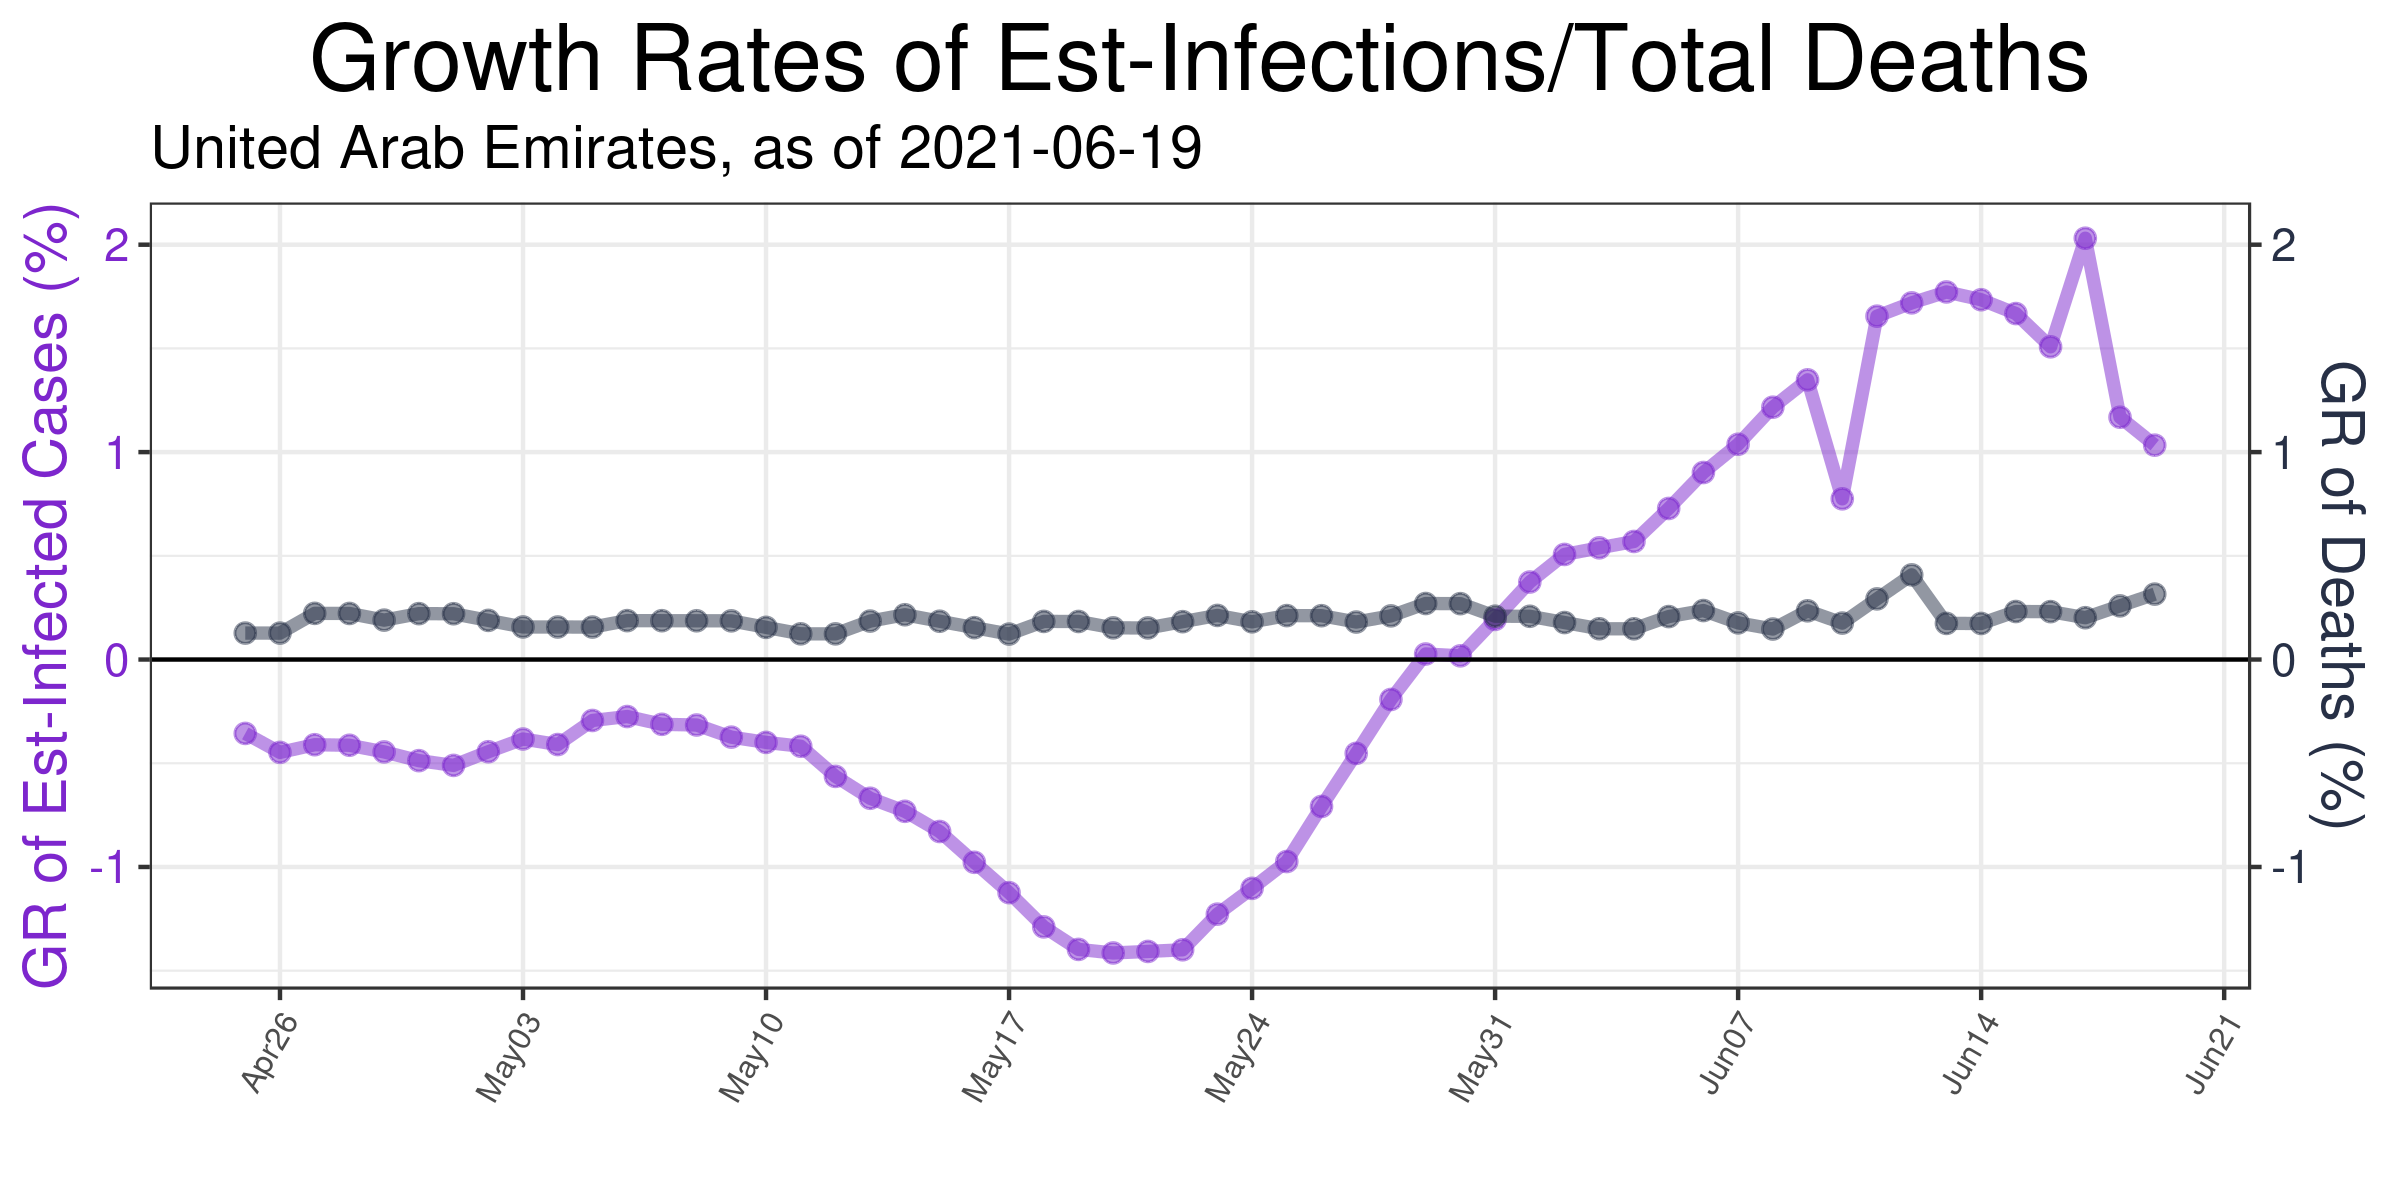 Growth Rates of Est-Infections/Total Deaths
United Arab Emirates, as of 2021-06-19
GR of Est-Infected Cases (%)
2
1
0
-1
2
1
0
-1
GR of Deaths (%)
Apr26
May03
May10
May17
May24
May31
Jun07
Jun14
Jun21